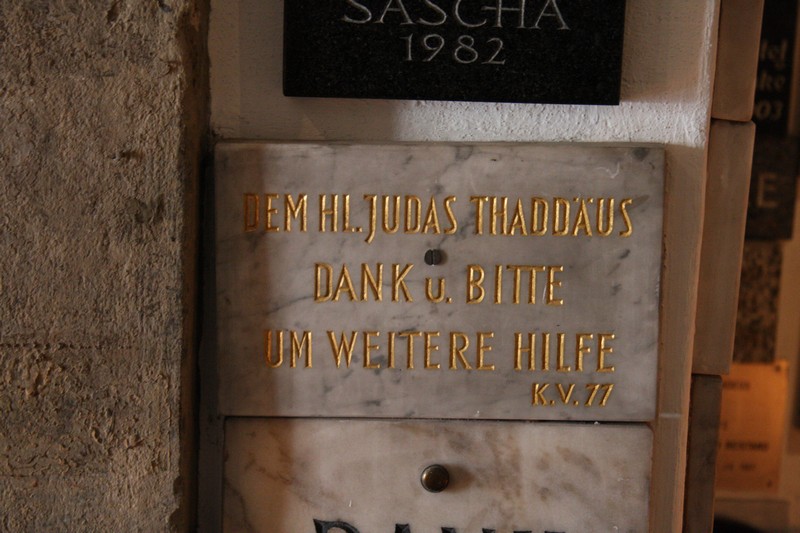 SASCHA
1982
DEM HL. JUDAS THADDÄUS
DANK u. BITTE
UM WEITERE HILFE
K.V. 77